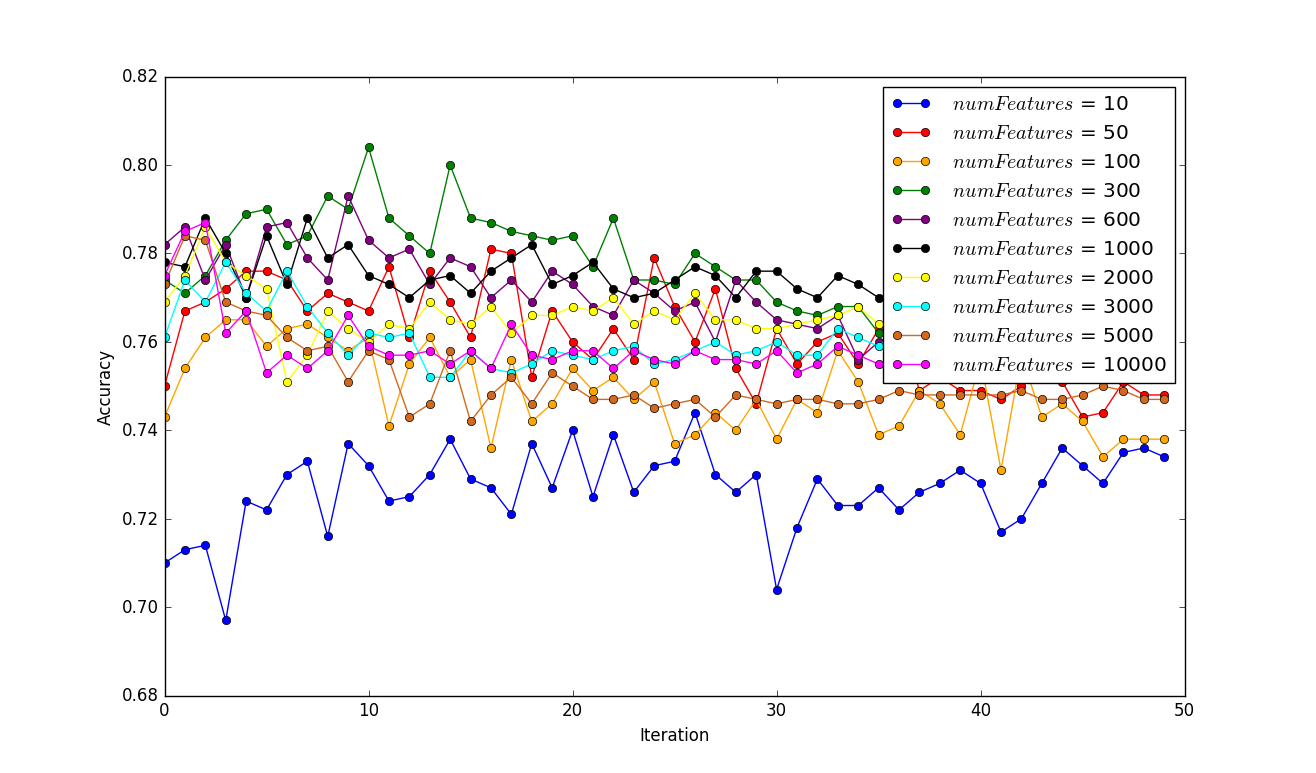 0.82
0.80
0.78
0.76
0.74
0.72
0.70
0.68
Accuracy
0
10
20
30
40
50
Iteration
numFeatures = 10
numFeatures = 50
numFeatures = 100
numFeatures = 300
numFeatures = 600
numFeatures = 1000
numFeatures = 2000
numFeatures = 3000
numFeatures = 5000
numFeatures = 10000